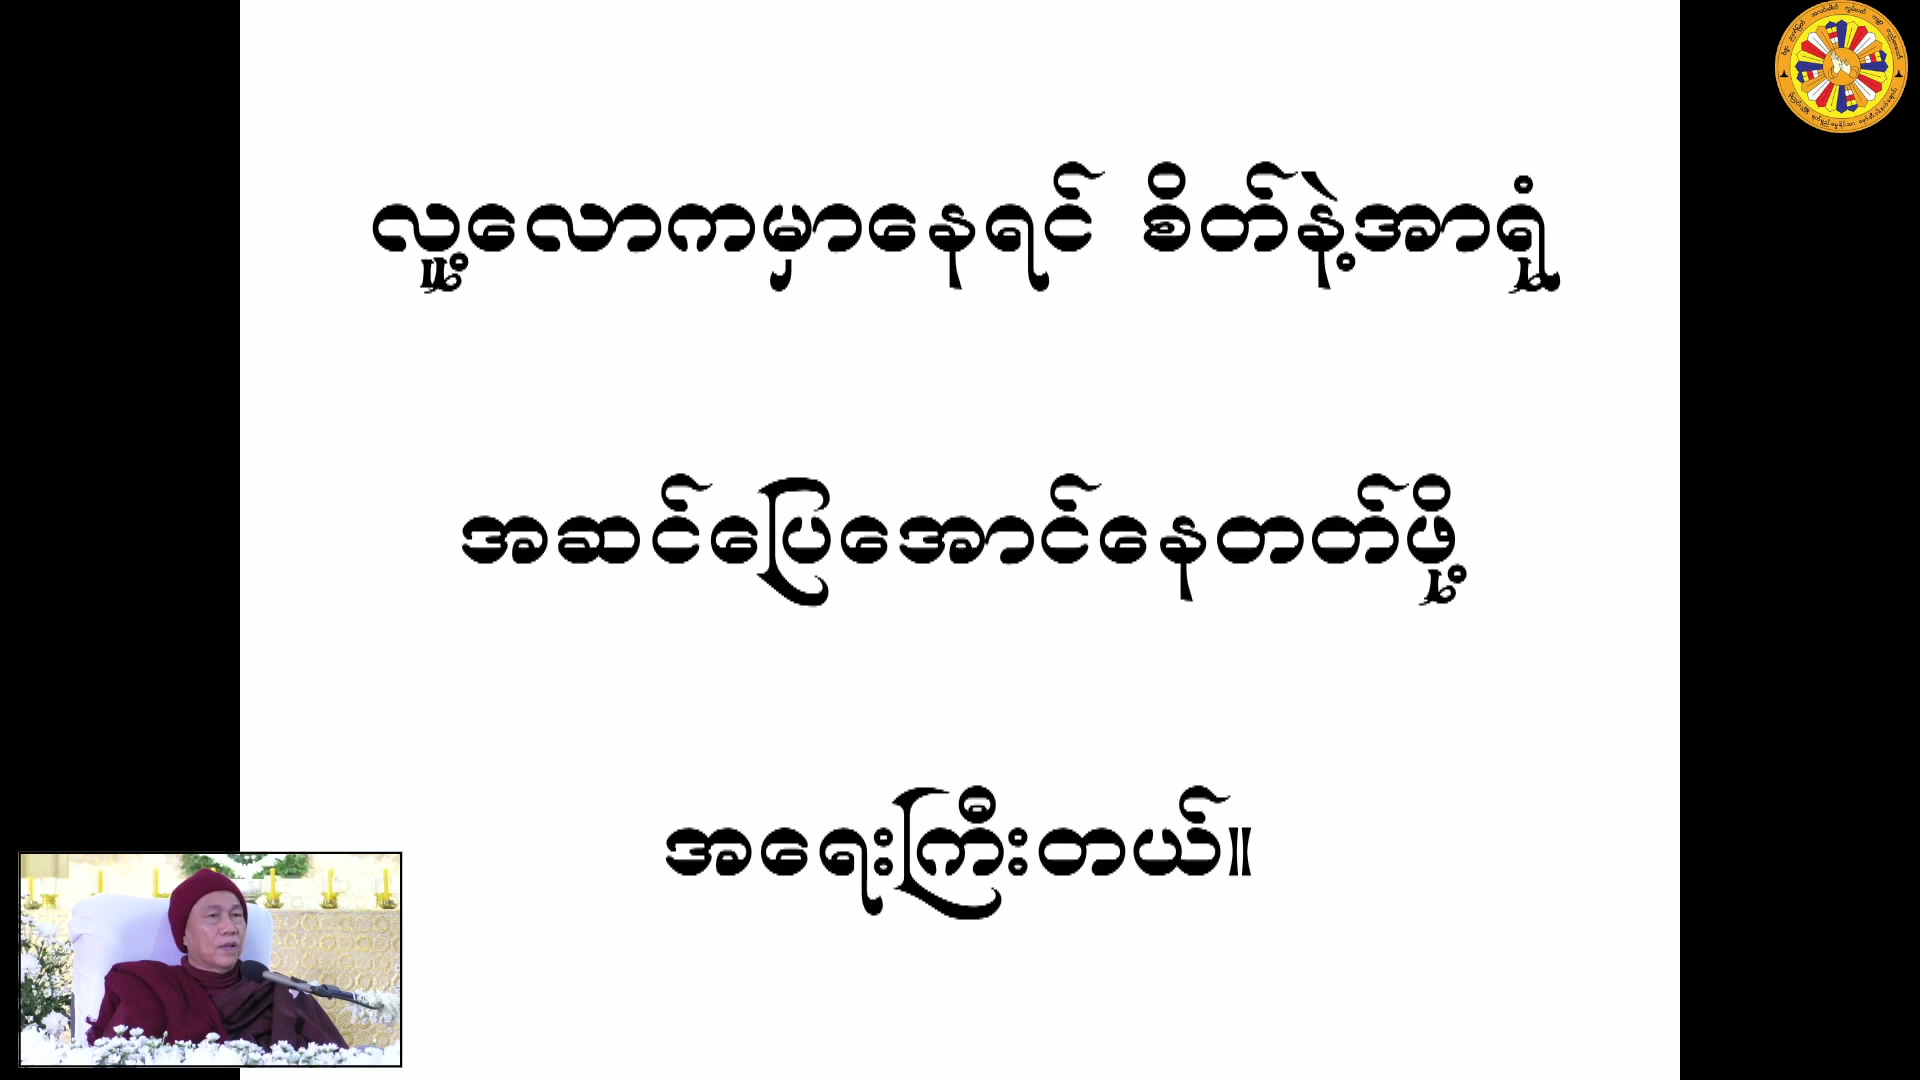 လူ့လောကမှာနေရင် စိတ်နဲ့အာရုံ
အဆင်ပြေအောင်နေတတ်ဖို့
အရေးကြီးတယ်။